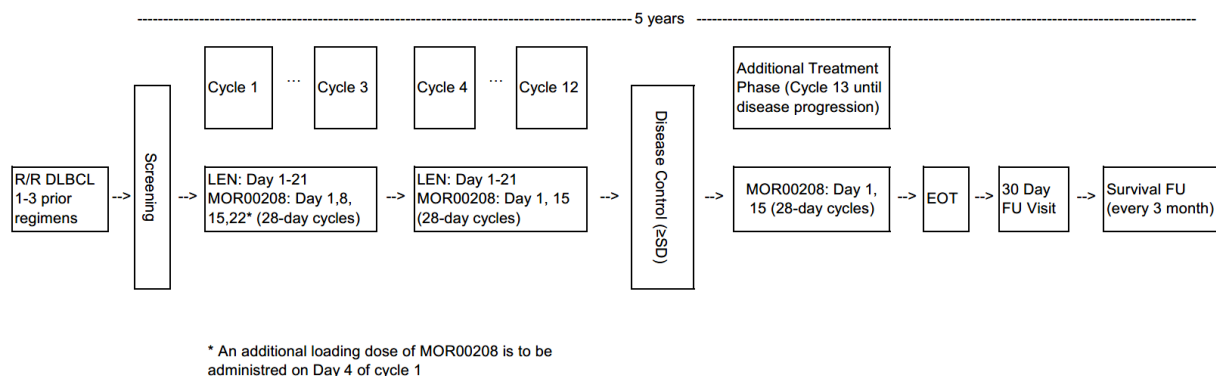 5 years
Cycle 1
...
Cycle 3
Cycle 4
...
Cycle 12
Additional Treatment
Phase (Cycle 13 until
disease progression)
R/R DLBCL
1-3 prior
regimens
-->
Screening
-->
LEN: Day 1-21
MOR00208: Day 1,8,
15,22* (28-day cycles)
-->
LEN: Day 1-21
MOR00208: Day 1, 15
(28-day cycles)
-->
Disease Control (≥SD)
-->
MOR00208: Day 1,
15 (28-day cycles)
-->
EOT
-->
30 Day
FU Visit
-->
Survival FU
(every 3 month)
* An additional loading dose of MOR00208 is to be
administred on Day 4 of cycle 1